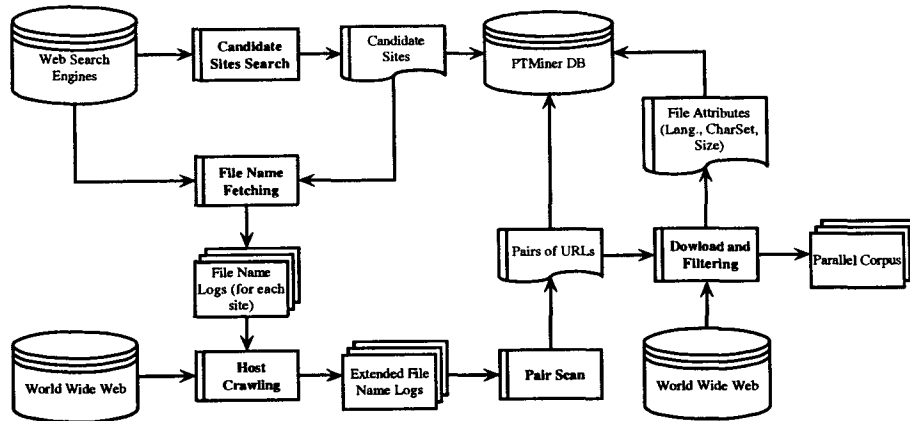 Web Search
Engines
Candidate
Sites Search
Candidate
Sites
PTMiner DB
File Attributes
(Lang., CharSet,
Size)
File Name
Fetching
File Name
Logs (for each
site)
Pairs of URLs
Dowload and
Filtering
Parallel Corpus
World Wide Web
Host
Crawling
Extended File
Name Logs
Pair Scan
World Wide Web